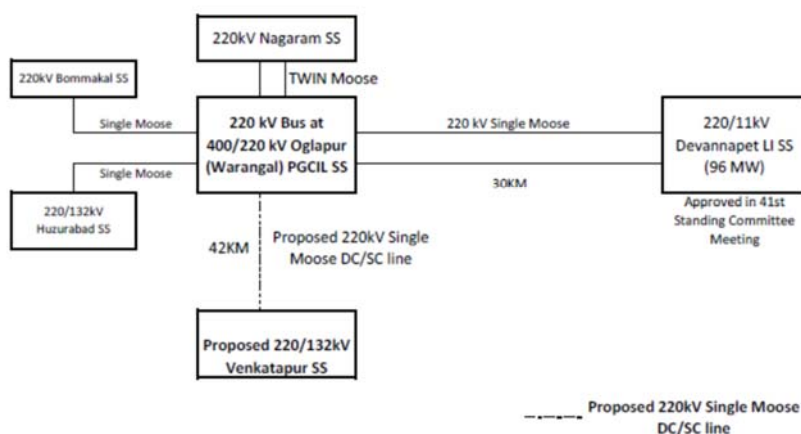 220kV Nagaram SS
TWIN Moose
220kV Bommakal SS
Single Moose
220 kV Bus at
400/220 kV Oglapur
(Warangal) PGCIL SS
220 kV Single Moose
30KM
220/11kV
Devannapet LI SS
(96 MW)
Approved in 41st
Standing Committee
Meeting
Single Moose
220/132kV
Huzurabad SS
42KM
Proposed 220kV Single
Moose DC/SC line
Proposed 220/132kV
Venkatapur SS
Proposed 220kV Single Moose
DC/SC line